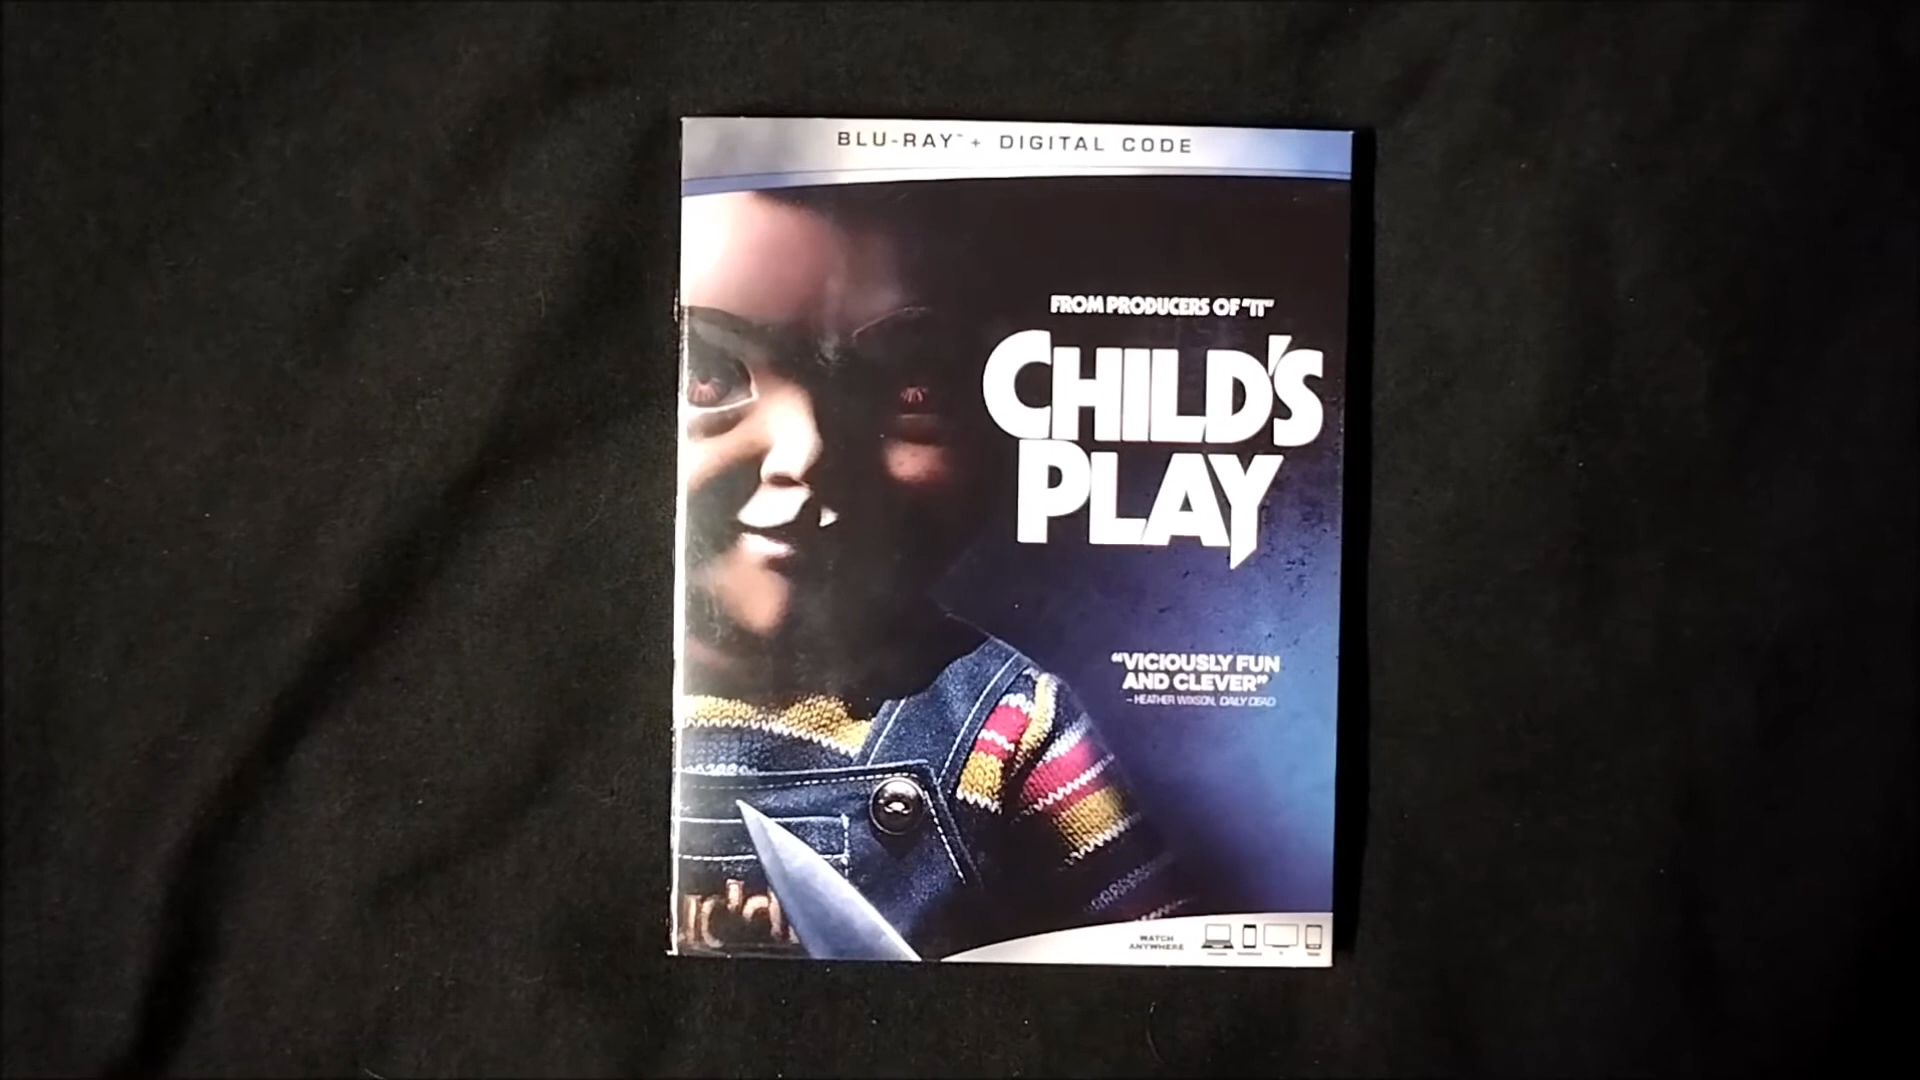 BLU-RAY™ + DIGITAL CODE
FROM PRODUCERS OF "IT"
CHILD'S
PLAY
"VICIOUSLY FUN
AND CLEVER"
– HEATHER WIXSON, DAILY DEAD
WATCH
ANYWHERE